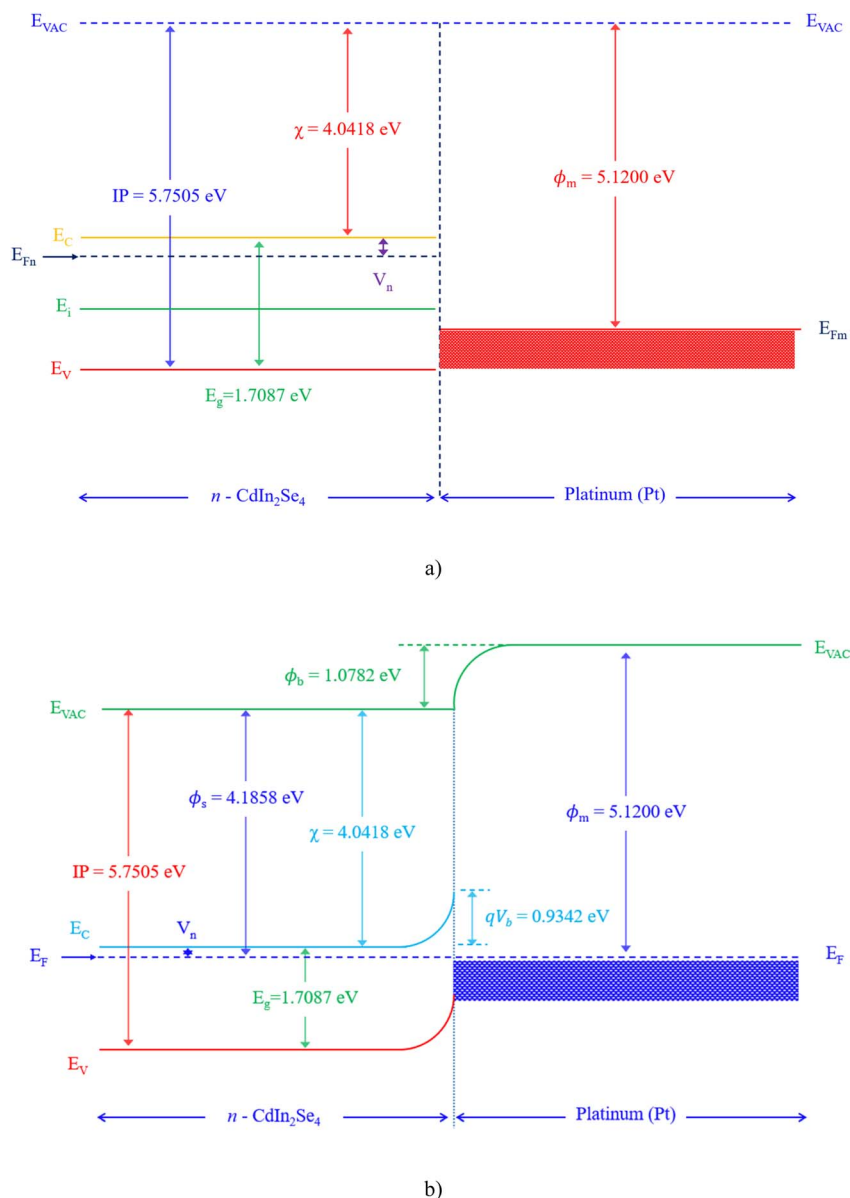 E_VAC E_VAC
χ = 4.0418 eV
ϕ_m = 5.1200 eV
IP = 5.7505 eV
E_C
E_Fn
V_n
E_i
E_Fm
E_V
E_g=1.7087 eV
n - CdIn₂Se₄ Platinum (Pt)
a)
E_VAC
ϕ_b = 1.0782 eV
E_VAC
ϕ_s = 4.1858 eV
ϕ_m = 5.1200 eV
χ = 4.0418 eV
IP = 5.7505 eV
qV_b = 0.9342 eV
E_C V_n
E_F E_F
E_g=1.7087 eV
E_V
n - CdIn₂Se₄ Platinum (Pt)
b)